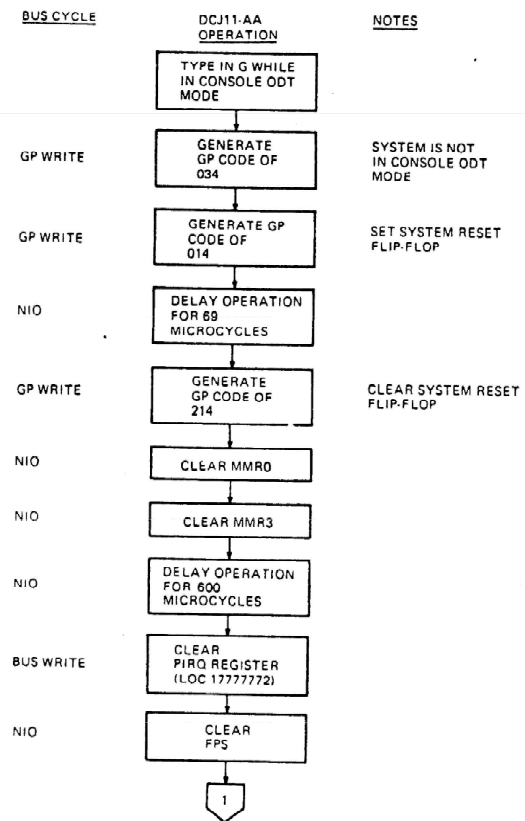 BUS CYCLE
DCJ11-AA
OPERATION
NOTES
TYPE IN G WHILE
IN CONSOLE ODT
MODE
GP WRITE
GENERATE
GP CODE OF
034
SYSTEM IS NOT
IN CONSOLE ODT
MODE
GP WRITE
GENERATE GP
CODE OF
014
SET SYSTEM RESET
FLIP-FLOP
NIO
DELAY OPERATION
FOR 69
MICROCYCLES
GP WRITE
GENERATE
GP CODE OF
214
CLEAR SYSTEM RESET
FLIP-FLOP
NIO
CLEAR MMR0
NIO
CLEAR MMR3
NIO
DELAY OPERATION
FOR 600
MICROCYCLES
BUS WRITE
CLEAR
PIRQ REGISTER
(LOC 17777772)
NIO
CLEAR
FPS
1